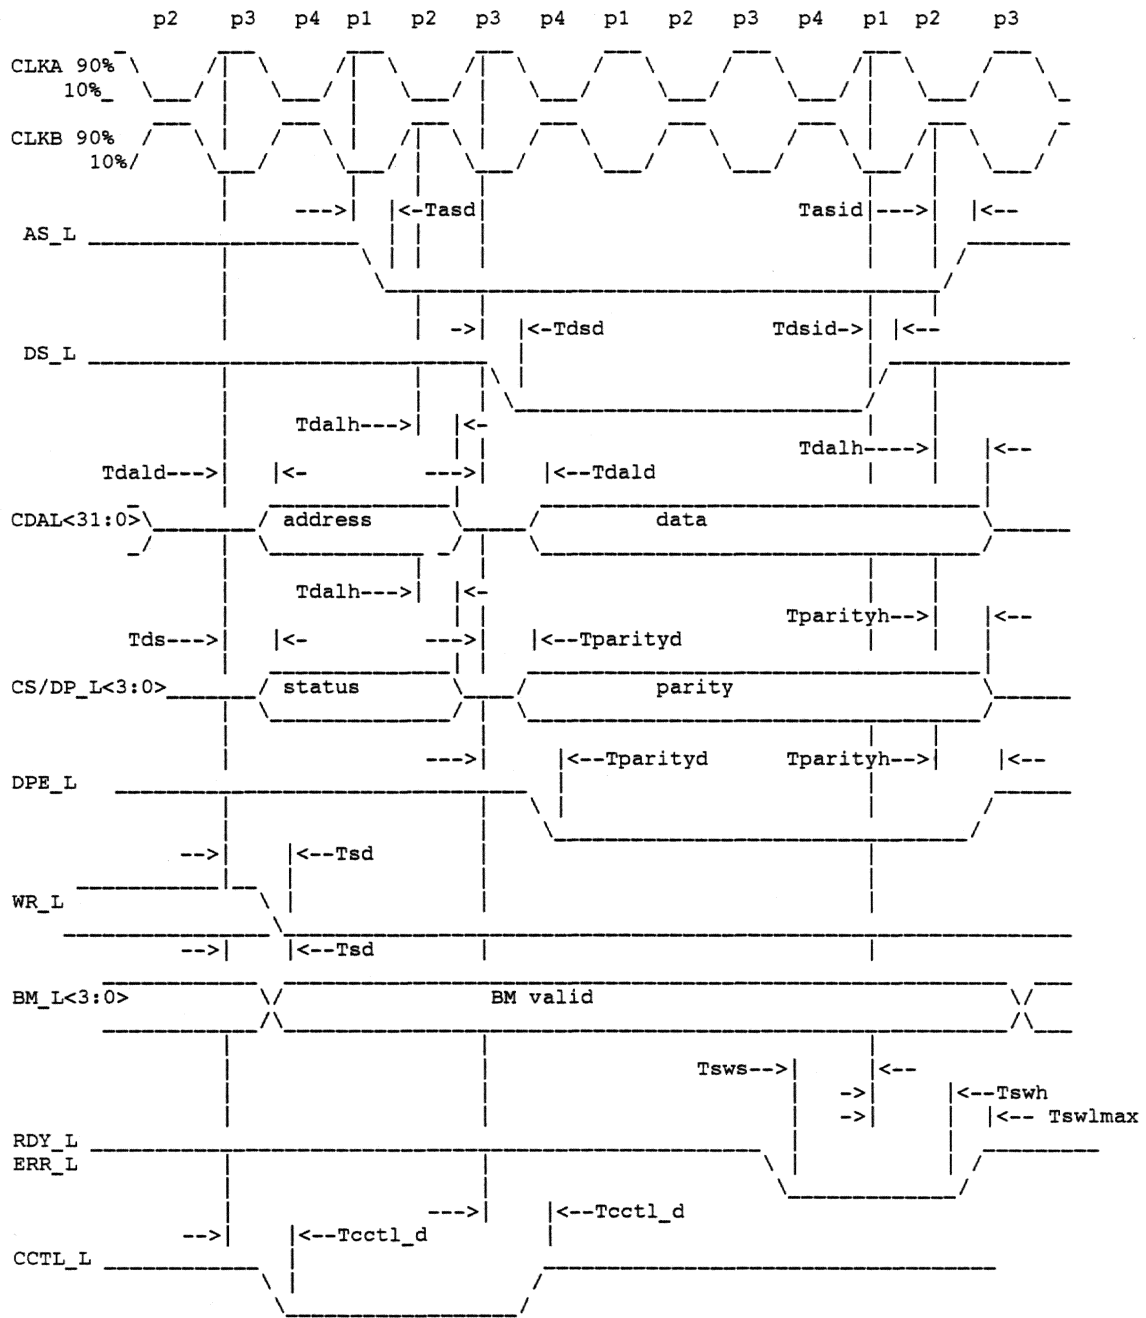 p2 p3 p4 p1 p2 p3 p4 p1 p2 p3 p4 p1 p2 p3
CLKA 90%
10%
CLKB 90%
10%
--->| |<-Tasd Tasid --->| |<--
AS_L
->| |<-Tdsd Tdsid-> |<--
DS_L
Tdalh---> |<-
Tdalh---->| |<--
Tdald---> |<- ---> |<--Tdald
CDAL<31:0> address data
Tdalh---> |<-
Tparityh--> |<--
Tds---> |<- ---> |<--Tparityd
CS/DP_L<3:0> status parity
---> |<--Tparityd Tparityh--> |<--
DPE_L
--> |<--Tsd
WR_L
--> |<--Tsd
BM_L<3:0> BM valid
Tsws--> |<--
-> |<--Tswh
-> |<-- Tswlmax
RDY_L
ERR_L
---> |<--Tcctl_d
--> |<--Tcctl_d
CCTL_L